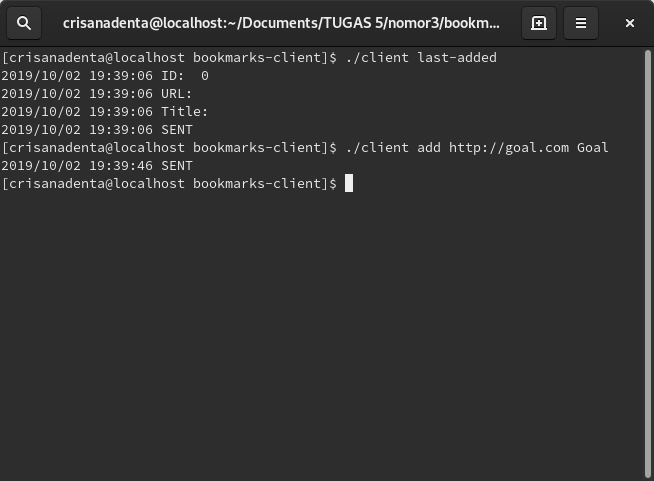 crisanadenta@localhost:~/Documents/TUGAS 5/nomor3/bookm...
[crisanadenta@localhost bookmarks-client]$ ./client last-added
2019/10/02 19:39:06 ID:  0
2019/10/02 19:39:06 URL:
2019/10/02 19:39:06 Title:
2019/10/02 19:39:06 SENT
[crisanadenta@localhost bookmarks-client]$ ./client add http://goal.com Goal
2019/10/02 19:39:46 SENT
[crisanadenta@localhost bookmarks-client]$